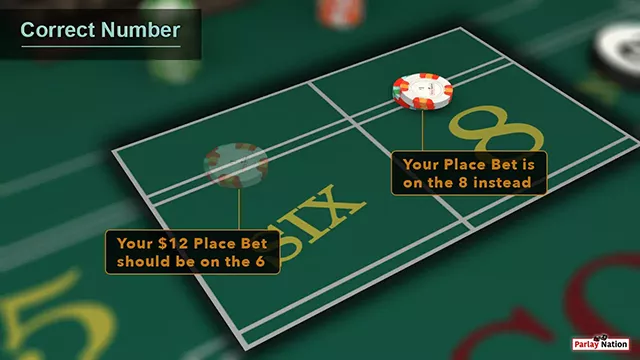 Correct Number
Your Place Bet is
on the 8 instead
8
SIX
Your $12 Place Bet
should be on the 6
5
Parlay Nation